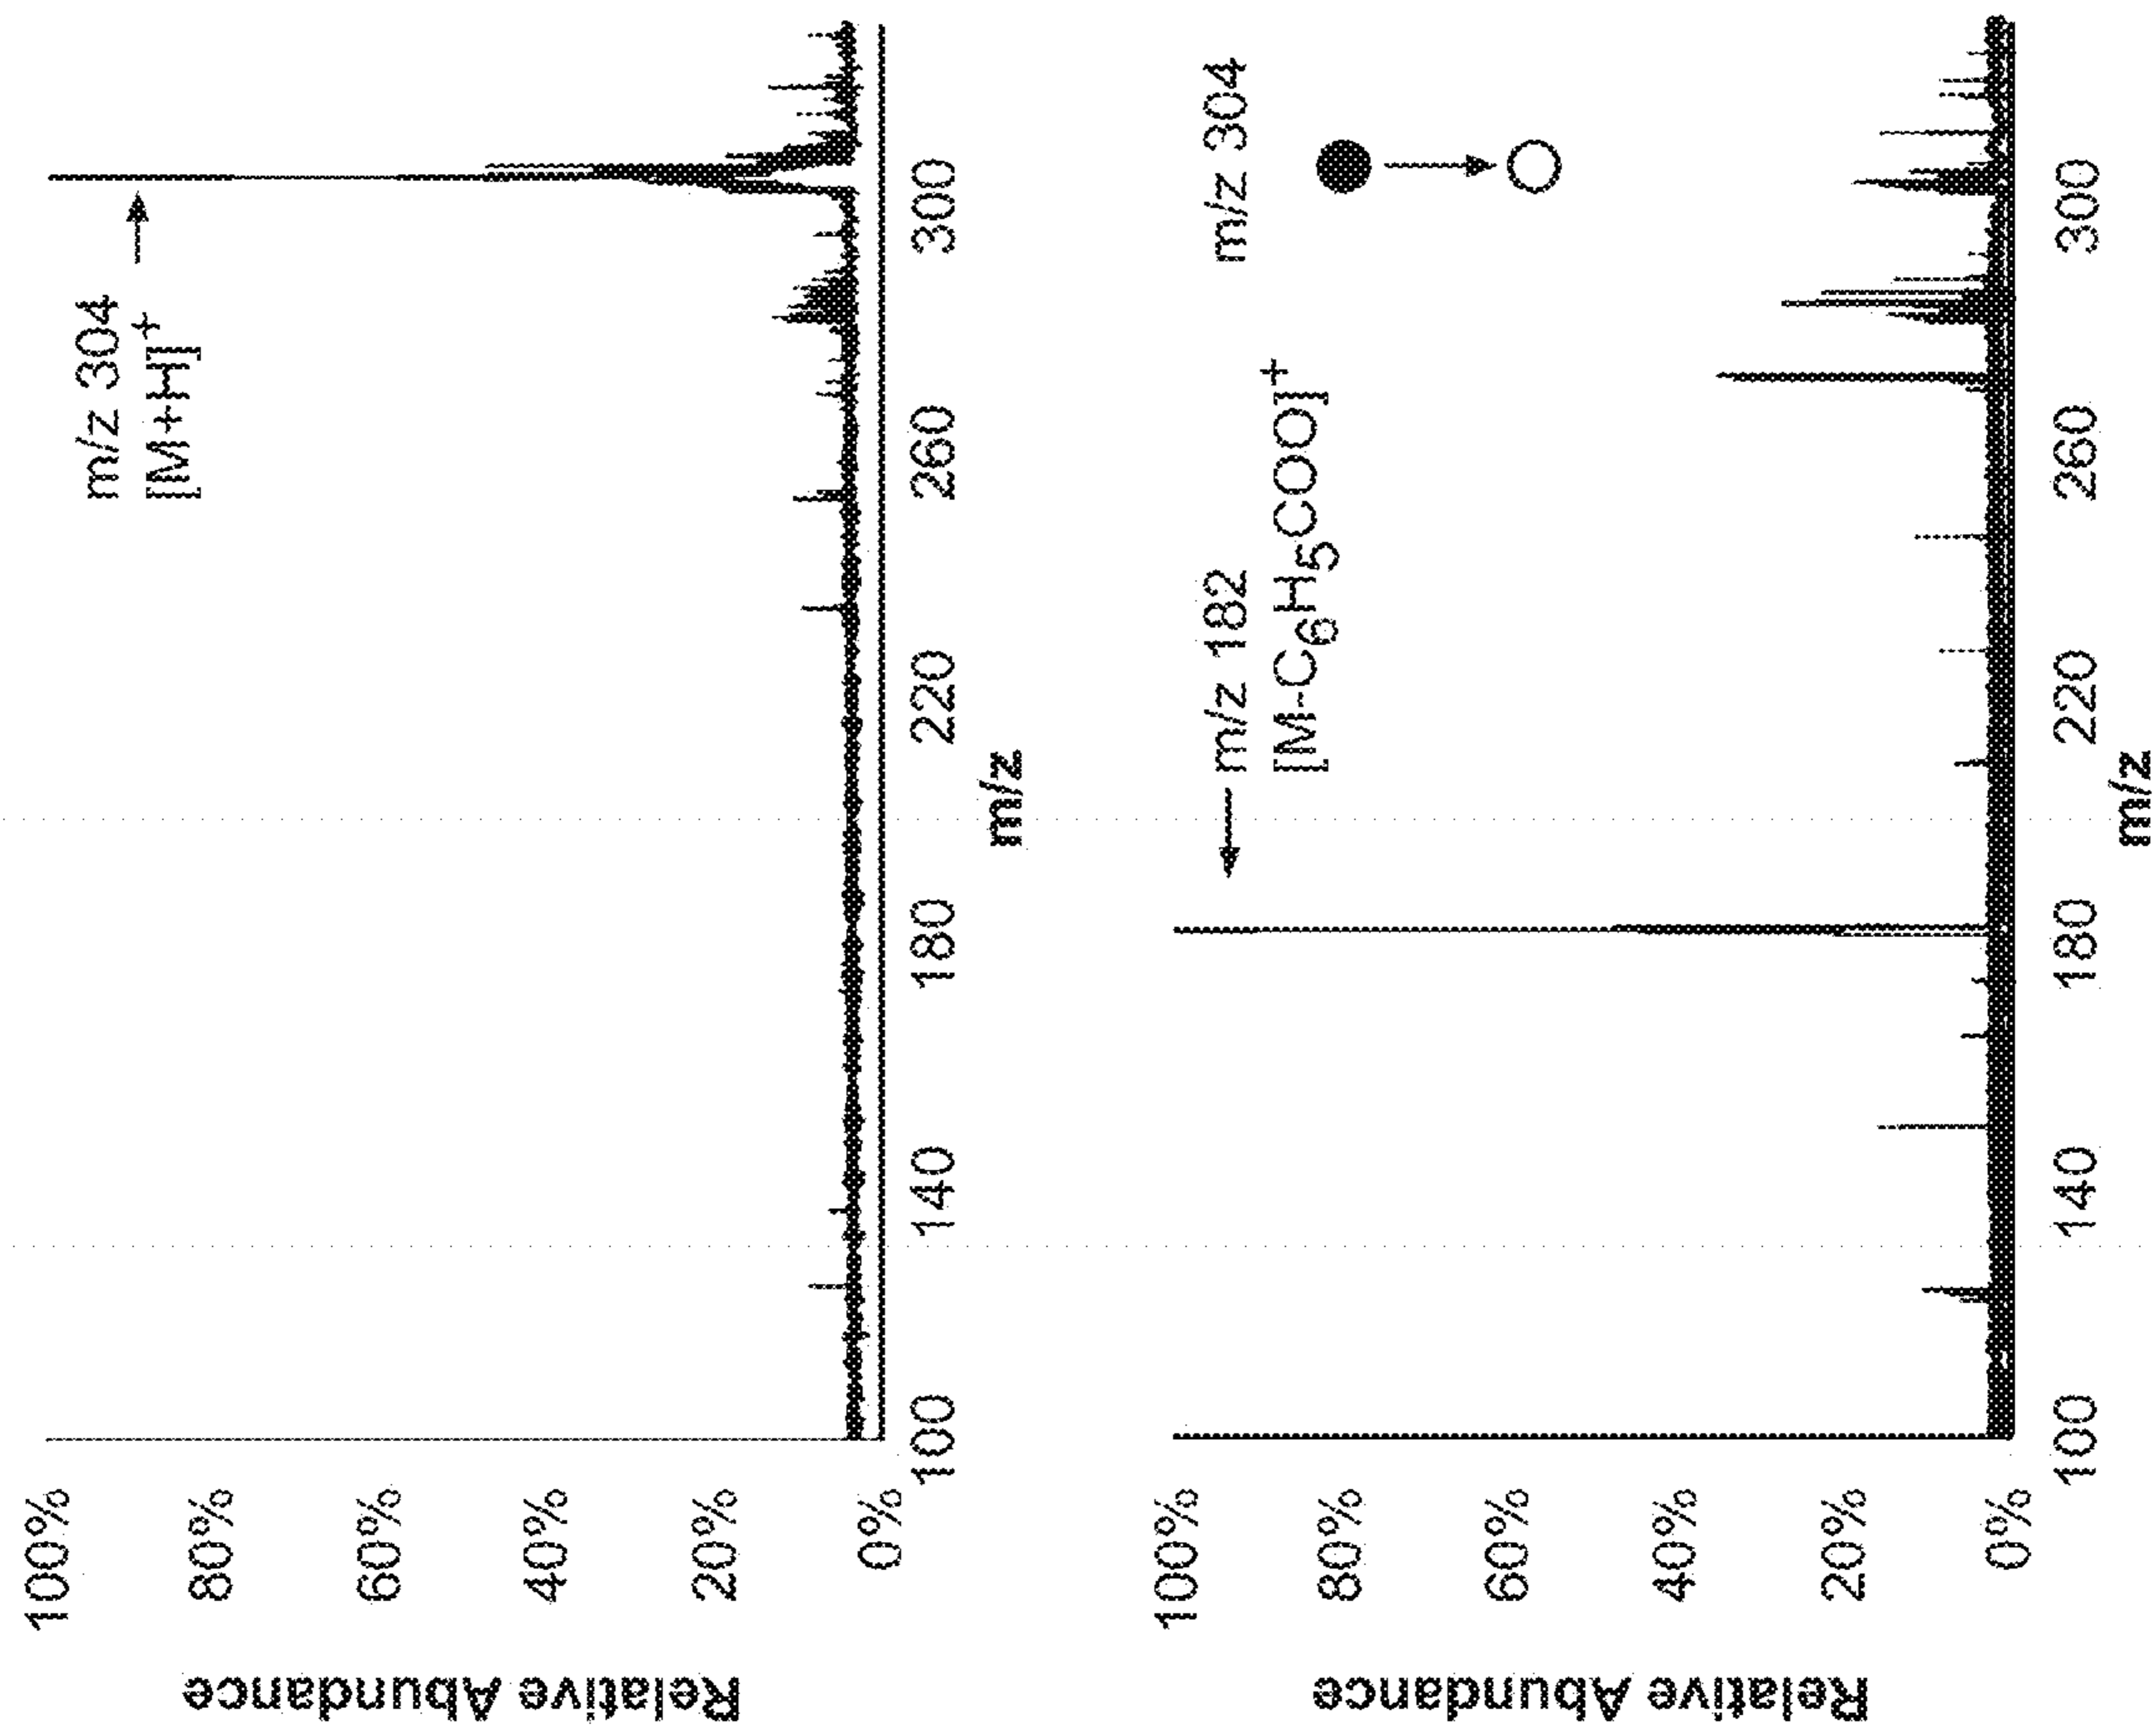 Relative Abundance
100%
80%
60%
40%
20%
0%
m/z 304
[M+H]+
100
140
180
220
260
300
m/z
Relative Abundance
100%
80%
60%
40%
20%
0%
m/z 182
[M-C6H5COO]+
m/z 304
100
140
180
220
260
300
m/z